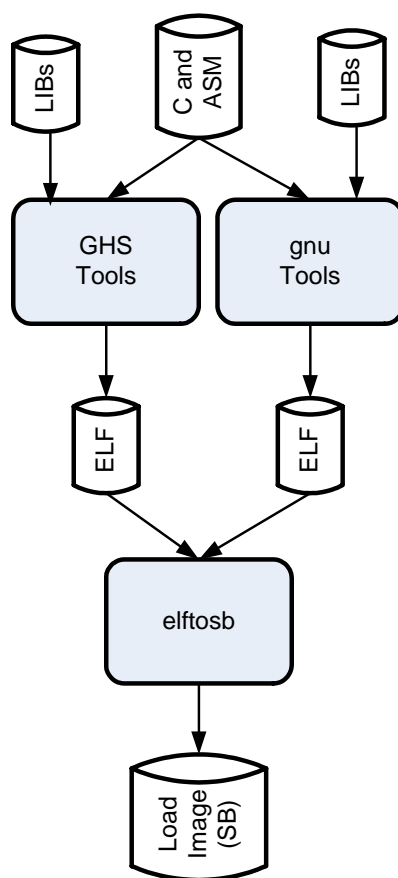 LIBs
C and
ASM
LIBs
GHS
Tools
gnu
Tools
ELF
ELF
elftosb
Load
Image
(SB)